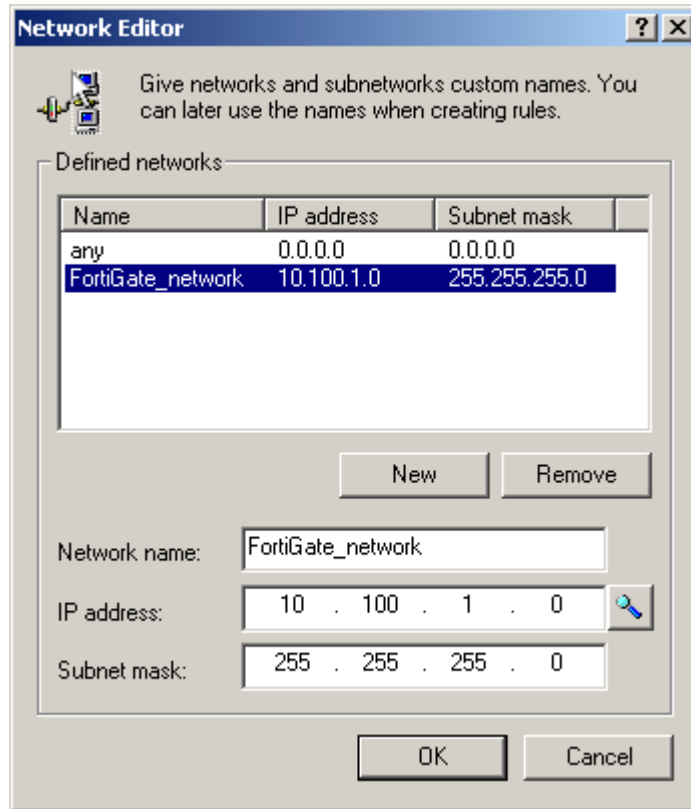 Network Editor
Give networks and subnetworks custom names. You
can later use the names when creating rules.
Defined networks
Name IP address Subnet mask
any 0.0.0.0 0.0.0.0
FortiGate_network 10.100.1.0 255.255.255.0
New Remove
Network name: FortiGate_network
IP address: 10 . 100 . 1 . 0
Subnet mask: 255 . 255 . 255 . 0
OK Cancel